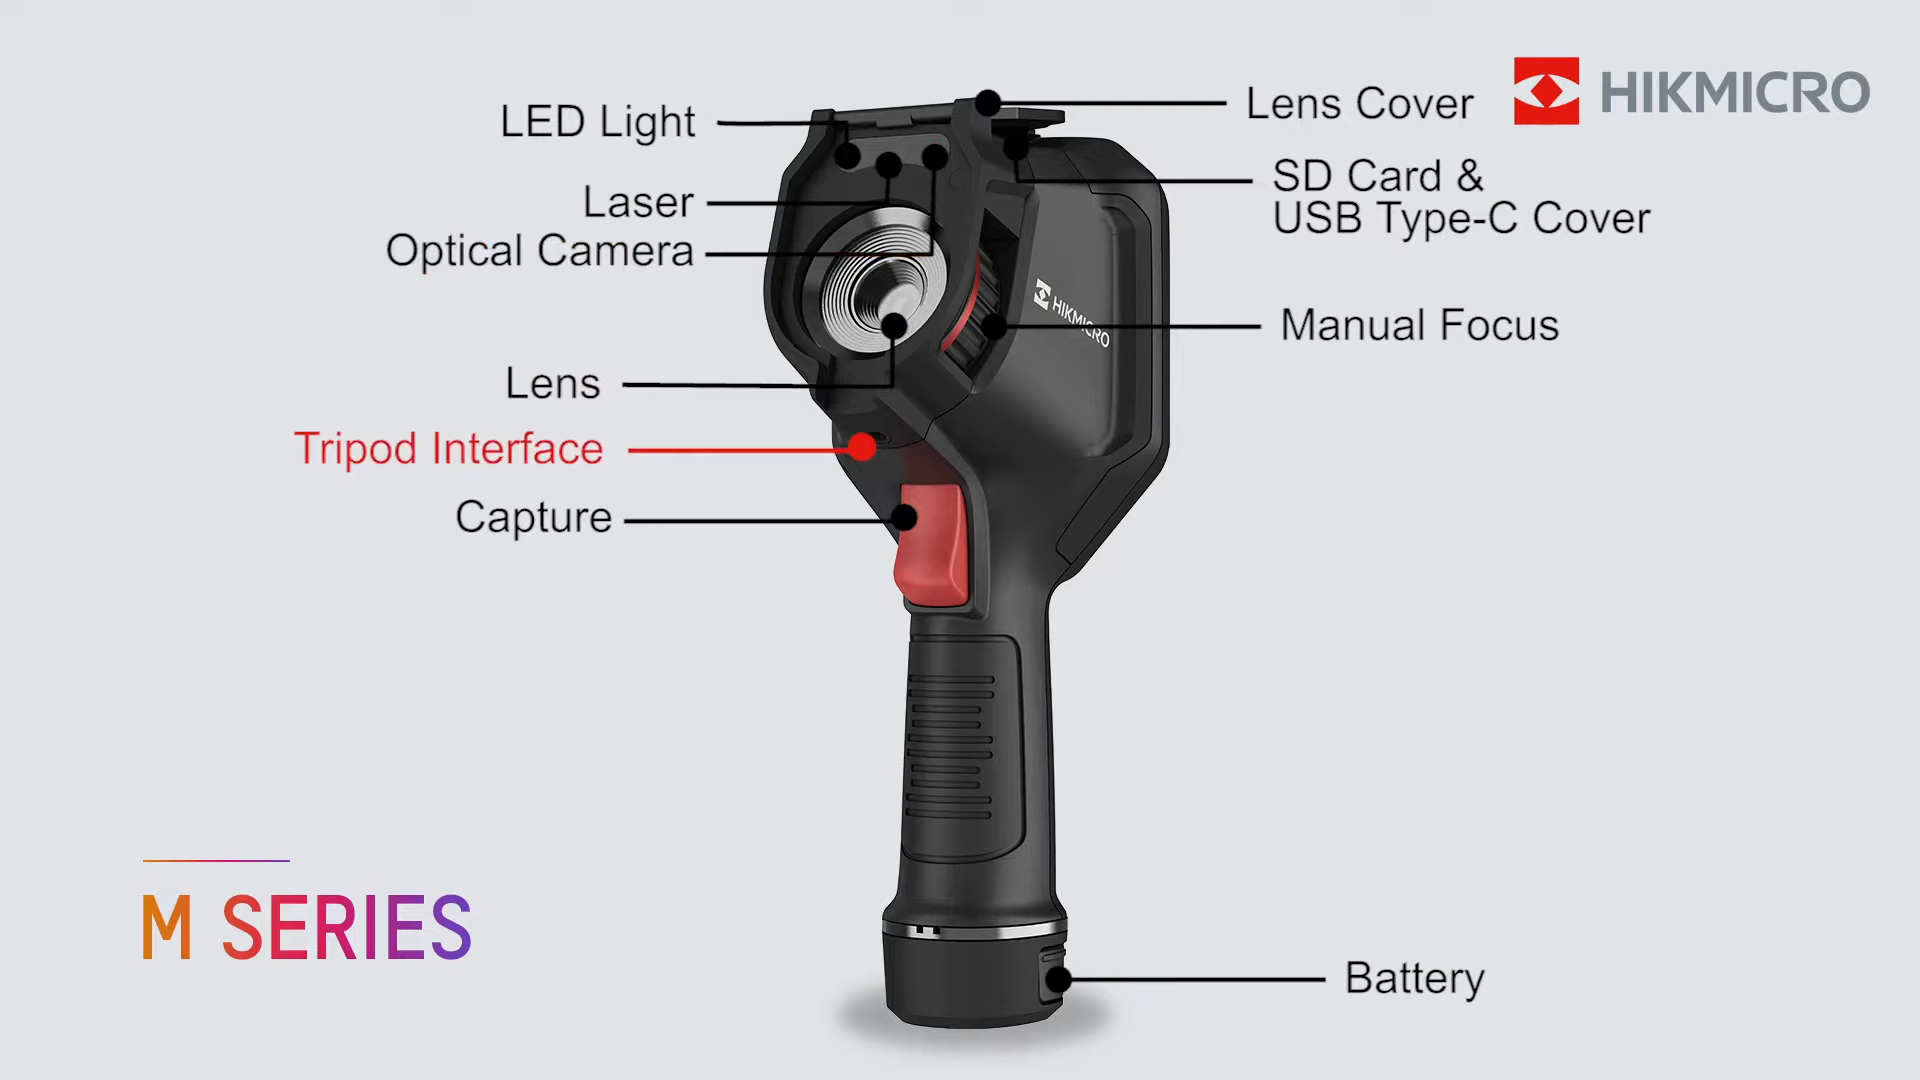 HIKMICRO
LED Light
Lens Cover
SD Card &
USB Type-C Cover
Laser
Optical Camera
HIKMICRO
Manual Focus
Lens
Tripod Interface
Capture
M SERIES
Battery